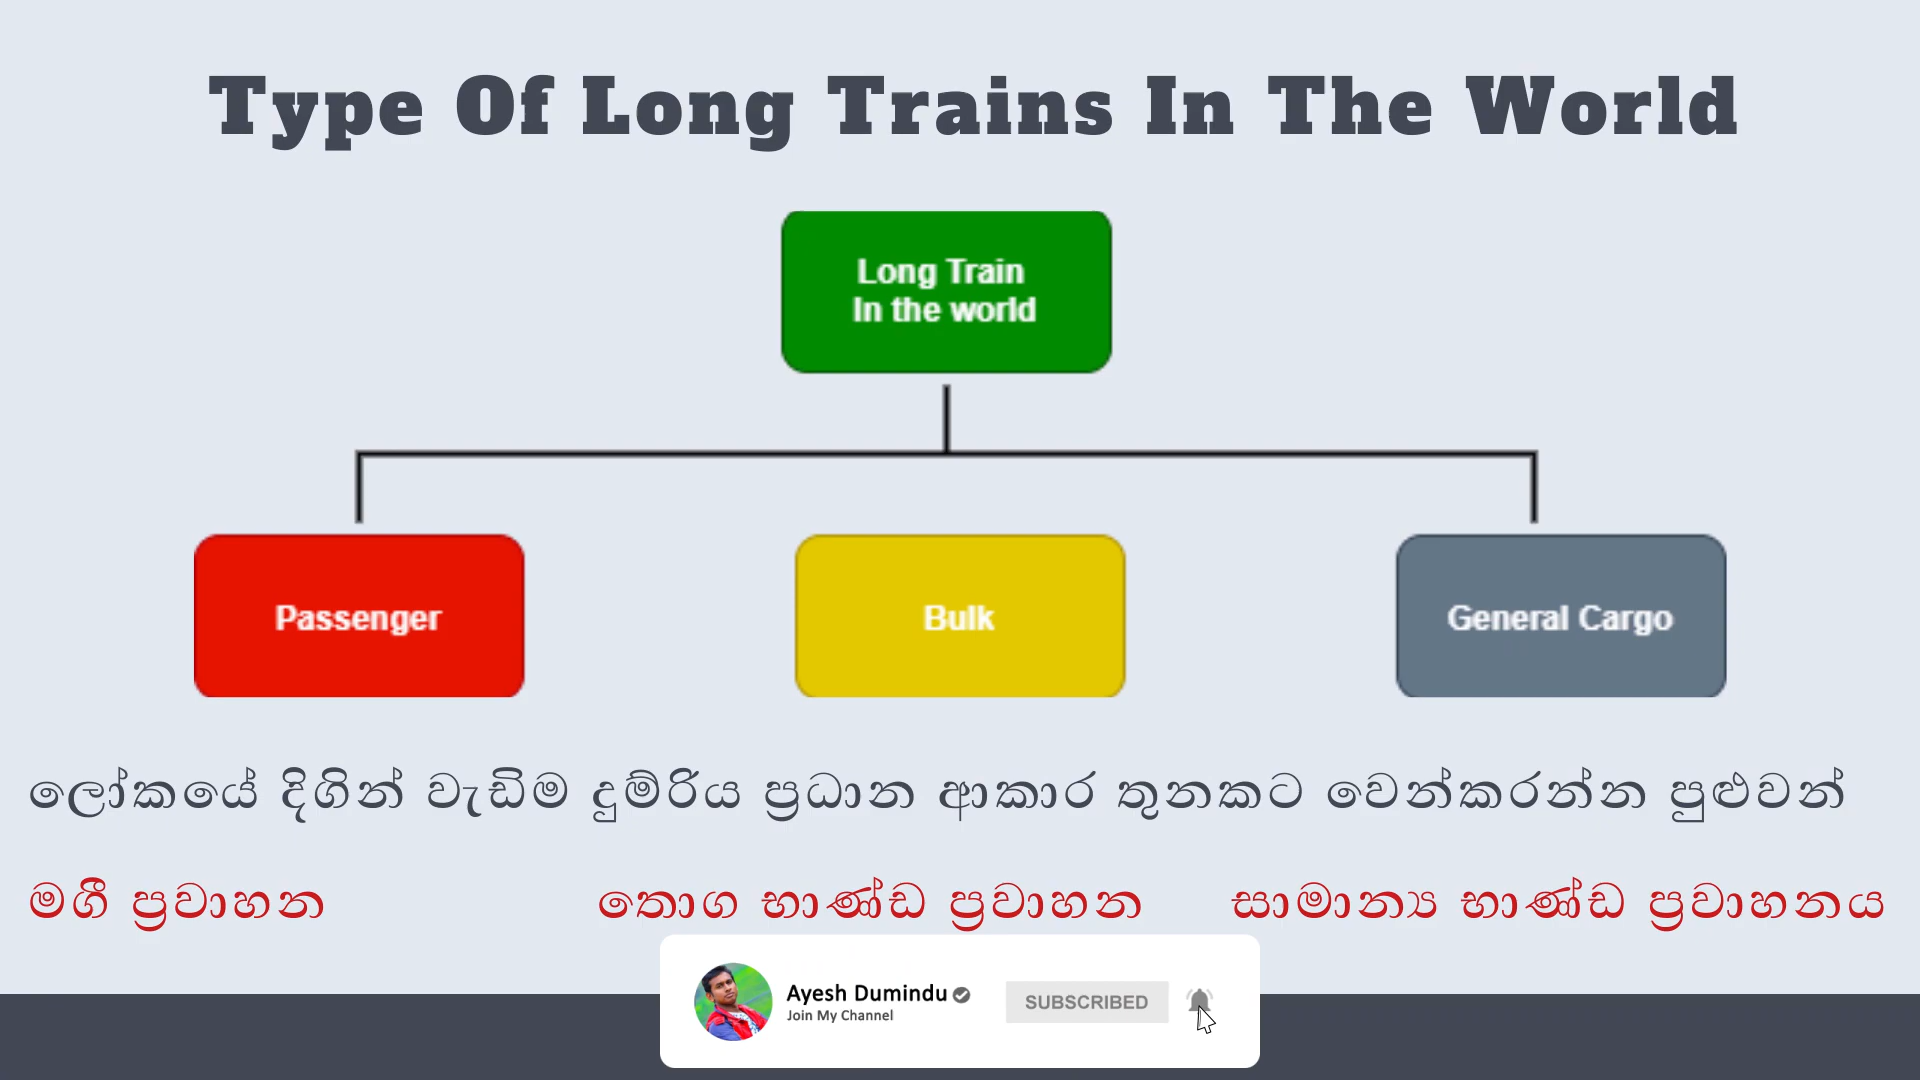 Type Of Long Trains In The World
Long Train
In the world
Passenger
Bulk
General Cargo
ලෝකයේ දිගින් වැඩිම දුම්රිය ප්‍රධාන ආකාර තුනකට වෙන්කරන්න පුළුවන්
මගී ප්‍රවාහන
තොග භාණ්ඩ ප්‍රවාහන
සාමාන්‍ය භාණ්ඩ ප්‍රවාහනය
Ayesh Dumindu
Join My Channel
SUBSCRIBED